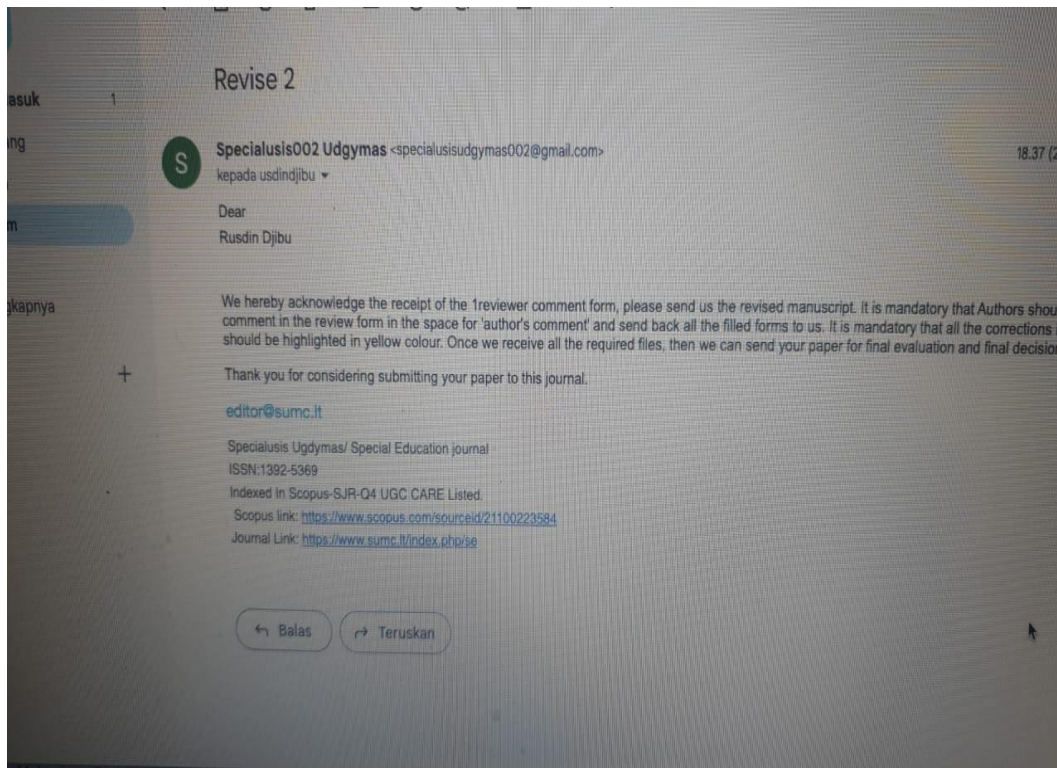 Revise 2
asuk 1
ng
S
Specialusis002 Udgymas <specialusisudgymas002@gmail.com>
18.37 (2
kepada usdindjibu
m
Dear
Rusdin Djibu
gkapnya
We hereby acknowledge the receipt of the 1reviewer comment form, please send us the revised manuscript. It is mandatory that Authors shou
comment in the review form in the space for 'author's comment' and send back all the filled forms to us. It is mandatory that all the corrections
should be highlighted in yellow colour. Once we receive all the required files, then we can send your paper for final evaluation and final decision
+
Thank you for considering submitting your paper to this journal.
editor@sumc.lt
Specialusis Ugdymas/ Special Education journal
ISSN:1392-5369
Indexed in Scopus-SJR-Q4 UGC CARE Listed.
Scopus link: https://www.scopus.com/sourceid/21100223584
Journal Link: https://www.sumc.lt/index.php/se
Balas Teruskan